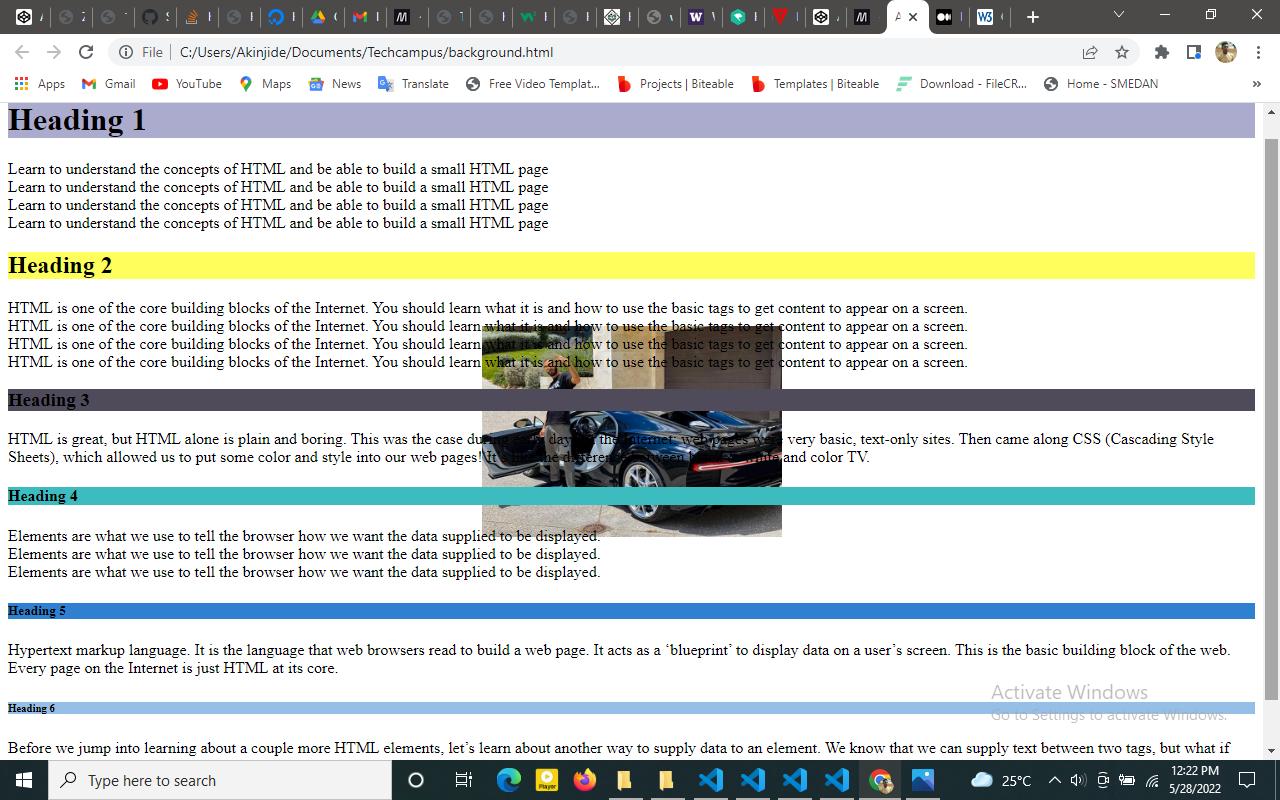 File
C:/Users/Akinjide/Documents/Techcampus/background.html
Apps
Gmail
YouTube
Maps
News
Translate
Free Video Templat...
Projects | Biteable
Templates | Biteable
Download - FileCR...
Home - SMEDAN
»
Heading 1
Learn to understand the concepts of HTML and be able to build a small HTML page
Learn to understand the concepts of HTML and be able to build a small HTML page
Learn to understand the concepts of HTML and be able to build a small HTML page
Learn to understand the concepts of HTML and be able to build a small HTML page
Heading 2
HTML is one of the core building blocks of the Internet. You should learn what it is and how to use the basic tags to get content to appear on a screen.
HTML is one of the core building blocks of the Internet. You should learn what it is and how to use the basic tags to get content to appear on a screen.
HTML is one of the core building blocks of the Internet. You should learn what it is and how to use the basic tags to get content to appear on a screen.
HTML is one of the core building blocks of the Internet. You should learn what it is and how to use the basic tags to get content to appear on a screen.
Heading 3
HTML is great, but HTML alone is plain and boring. This was the case during early days of the Internet; web pages were very basic, text-only sites. Then came along CSS (Cascading Style
Sheets), which allowed us to put some color and style into our web pages! It's like the difference between and color TV.
Heading 4
Elements are what we use to tell the browser how we want the data supplied to be displayed.
Elements are what we use to tell the browser how we want the data supplied to be displayed.
Elements are what we use to tell the browser how we want the data supplied to be displayed.
Heading 5
Hypertext markup language. It is the language that web browsers read to build a web page. It acts as a ‘blueprint’ to display data on a user’s screen. This is the basic building block of the web.
Every page on the Internet is just HTML at its core.
Activate Windows
Heading 6
Go to Settings to activate Windows.
Before we jump into learning about a couple more HTML elements, let’s learn about another way to supply data to an element. We know that we can supply text between two tags, but what if
Type here to search
Player
25°C
12:22 PM
5/28/2022